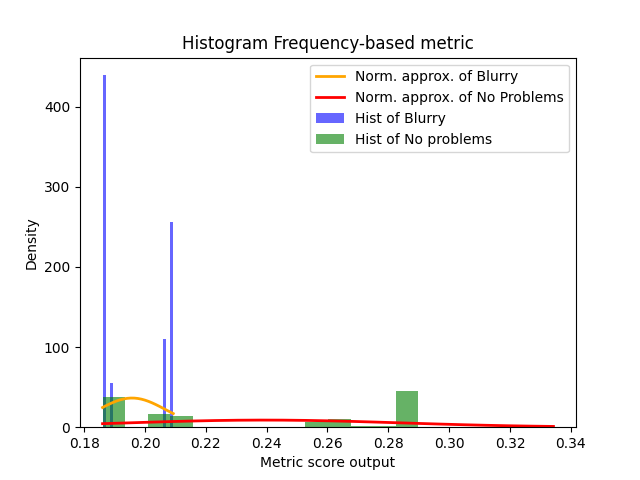 Histogram Frequency-based metric
Norm. approx. of Blurry
Norm. approx. of No Problems
Hist of Blurry
Hist of No problems
Density
400
300
200
100
0
0.18 0.20 0.22 0.24 0.26 0.28 0.30 0.32 0.34
Metric score output